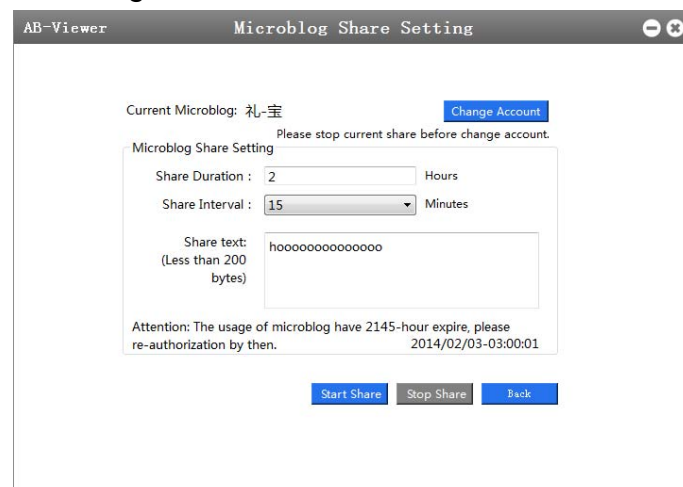 AB-Viewer Microblog Share Setting
Current Microblog: 礼-宝 Change Account
Please stop current share before change account.
Microblog Share Setting
Share Duration : 2 Hours
Share Interval : 15 Minutes
Share text: hoooooooooooooo
(Less than 200
bytes)
Attention: The usage of microblog have 2145-hour expire, please
re-authorization by then. 2014/02/03-03:00:01
Start Share Stop Share Back